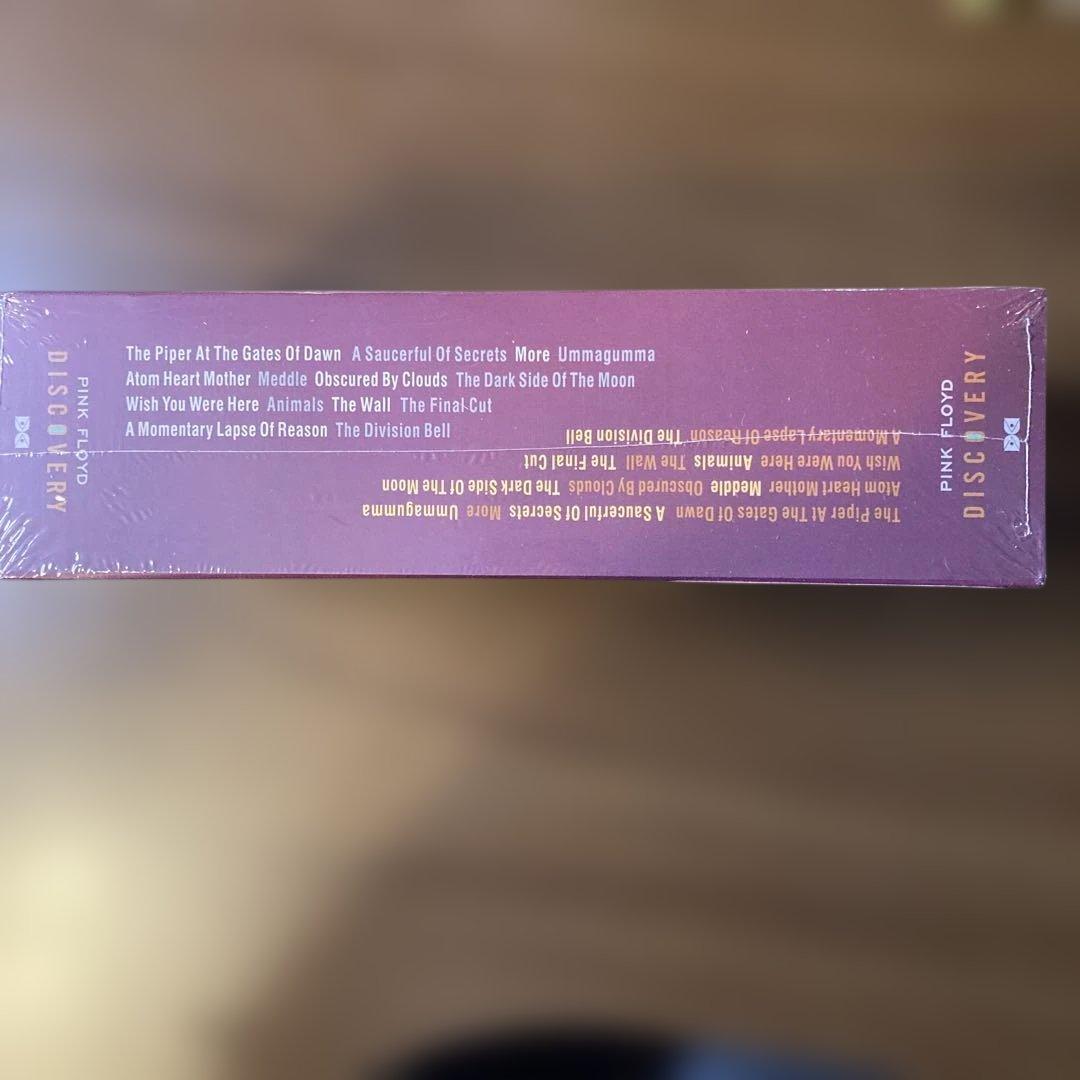 PINK FLOYD
DISCOVERY
The Piper At The Gates Of Dawn A Saucerful Of Secrets More Ummagumma
Atom Heart Mother Meddle Obscured By Clouds The Dark Side Of The Moon
Wish You Were Here Animals The Wall The Final Cut
A Momentary Lapse Of Reason The Division Bell
The Piper At The Gates Of Dawn A Saucerful Of Secrets More Ummagumma
Atom Heart Mother Meddle Obscured By Clouds The Dark Side Of The Moon
Wish You Were Here Animals The Wall The Final Cut
A Momentary Lapse Of Reason The Division Bell
PINK FLOYD
DISCOVERY